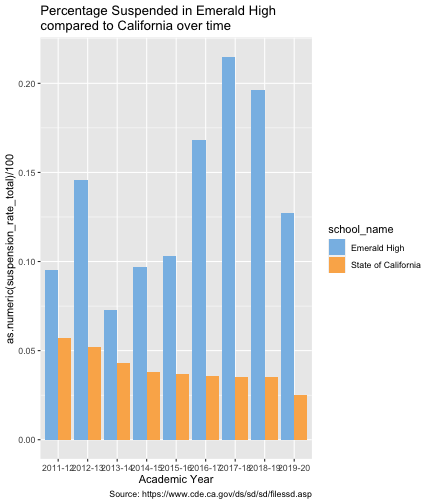 Percentage Suspended in Emerald High
compared to California over time
0.20
0.15
0.10
0.05
0.00
as.numeric(suspension_rate_total)/100
2011-12 2012-13 2013-14 2014-15 2015-16 2016-17 2017-18 2018-19 2019-20
Academic Year
school_name
Emerald High
State of California
Source: https://www.cde.ca.gov/ds/sd/sd/filessd.asp